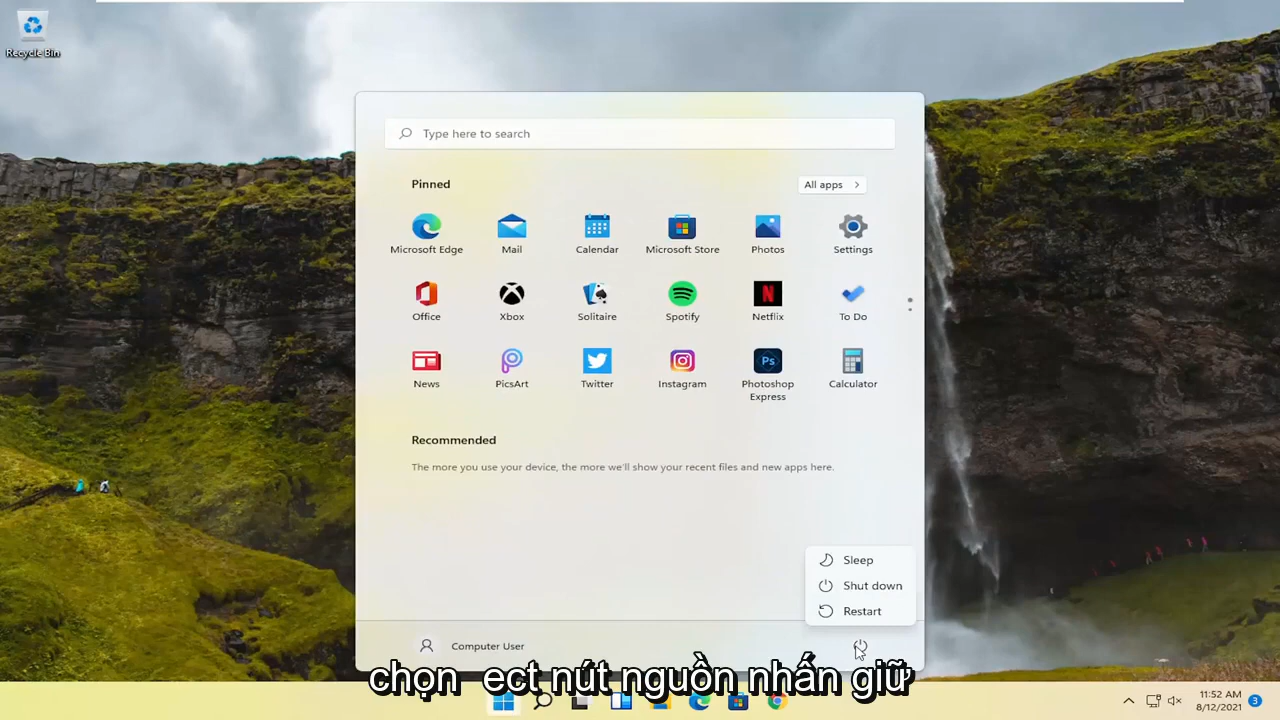 Recycle Bin
Type here to search
Pinned
All apps
Microsoft Edge
Mail
Calendar
Microsoft Store
Photos
Settings
Office
Xbox
Solitaire
Spotify
Netflix
To Do
News
PicsArt
Twitter
Instagram
Ps
Photoshop
Express
Calculator
Recommended
The more you use your device, the more we'll show your recent files and new apps here.
Sleep
Shut down
Restart
Computer User
chọn ect nút nguồn nhấn giữ
11:52 AM
8/12/2021
3